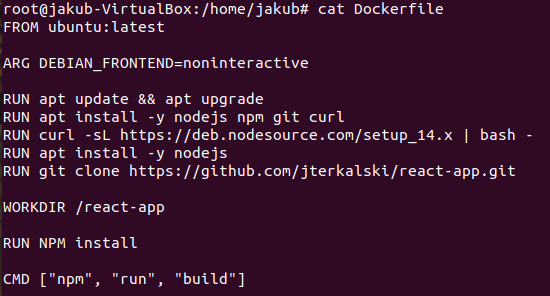 root@jakub-VirtualBox:/home/jakub# cat Dockerfile
FROM ubuntu:latest
ARG DEBIAN_FRONTEND=noninteractive
RUN apt update && apt upgrade
RUN apt install -y nodejs npm git curl
RUN curl -sL https://deb.nodesource.com/setup_14.x | bash -
RUN apt install -y nodejs
RUN git clone https://github.com/jterkalski/react-app.git
WORKDIR /react-app
RUN NPM install
CMD ["npm", "run", "build"]